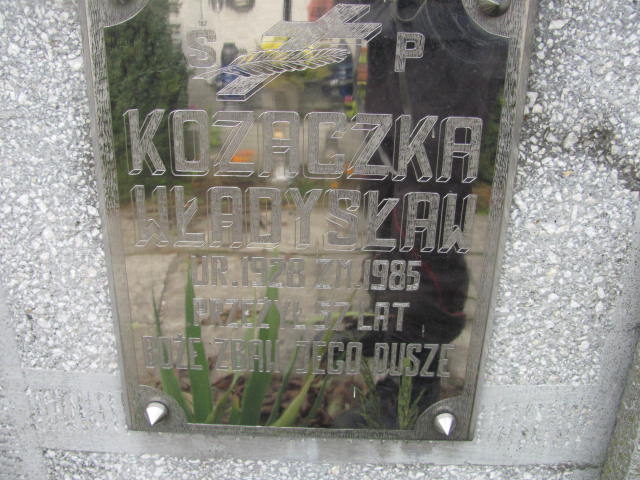 Ś P
KOZACZKA
WŁADYSŁAW
UR. 1928 ZM. 1985
PRZEŻYŁ 57 LAT
BOŻE ZBAW JEGO DUSZE